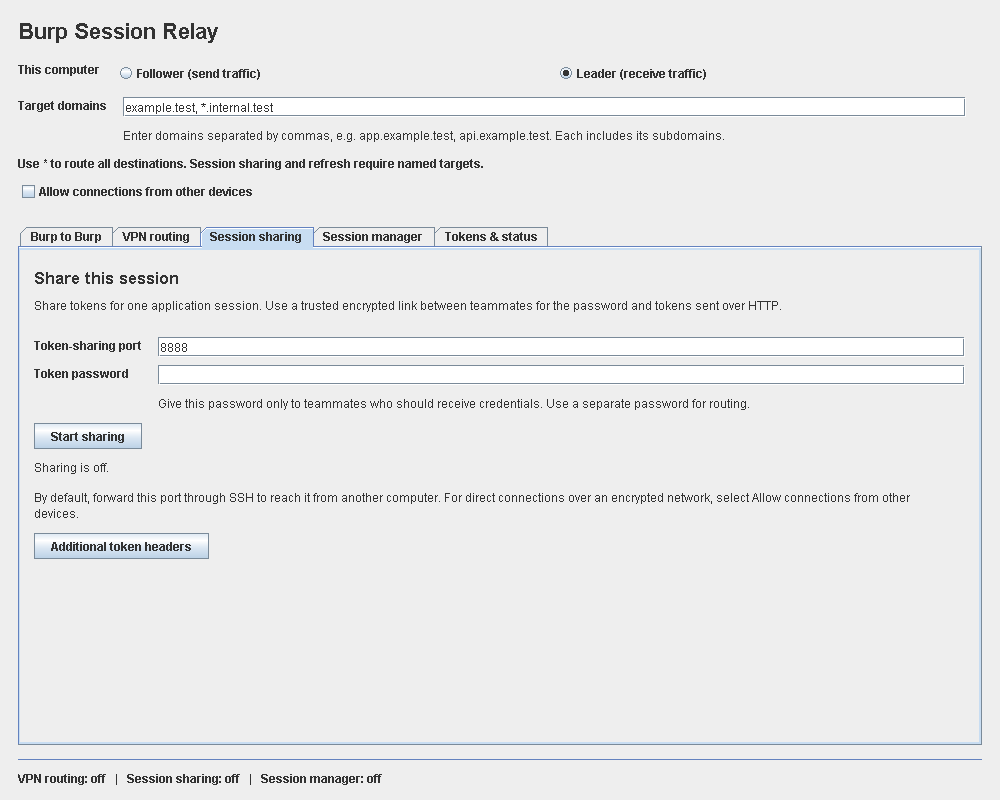 Burp Session Relay
This computer
Follower (send traffic)
Leader (receive traffic)
Target domains
example.test, *.internal.test
Enter domains separated by commas, e.g. app.example.test, api.example.test. Each includes its subdomains.
Use * to route all destinations. Session sharing and refresh require named targets.
Allow connections from other devices
Burp to Burp
VPN routing
Session sharing
Session manager
Tokens & status
Share this session
Share tokens for one application session. Use a trusted encrypted link between teammates for the password and tokens sent over HTTP.
Token-sharing port
8888
Token password
Give this password only to teammates who should receive credentials. Use a separate password for routing.
Start sharing
Sharing is off.
By default, forward this port through SSH to reach it from another computer. For direct connections over an encrypted network, select Allow connections from other
devices.
Additional token headers
VPN routing: off | Session sharing: off | Session manager: off